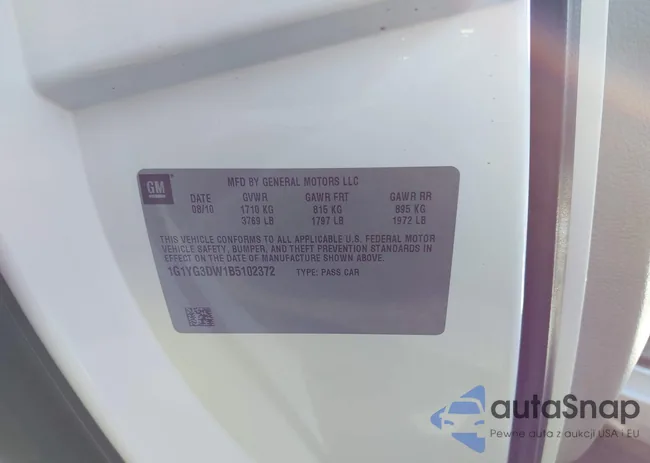 GM
MFD BY GENERAL MOTORS LLC
DATE GVWR GAWR FRT GAWR RR
08/10 1710 KG 815 KG 895 KG
3769 LB 1797 LB 1972 LB
THIS VEHICLE CONFORMS TO ALL APPLICABLE U.S. FEDERAL MOTOR
VEHICLE SAFETY, BUMPER, AND THEFT PREVENTION STANDARDS
IN EFFECT ON THE DATE OF MANUFACTURE SHOWN ABOVE.
1G1YG3DW1B5102372 TYPE: PASS CAR
autoSnap
Pewne auta z aukcji USA i EU